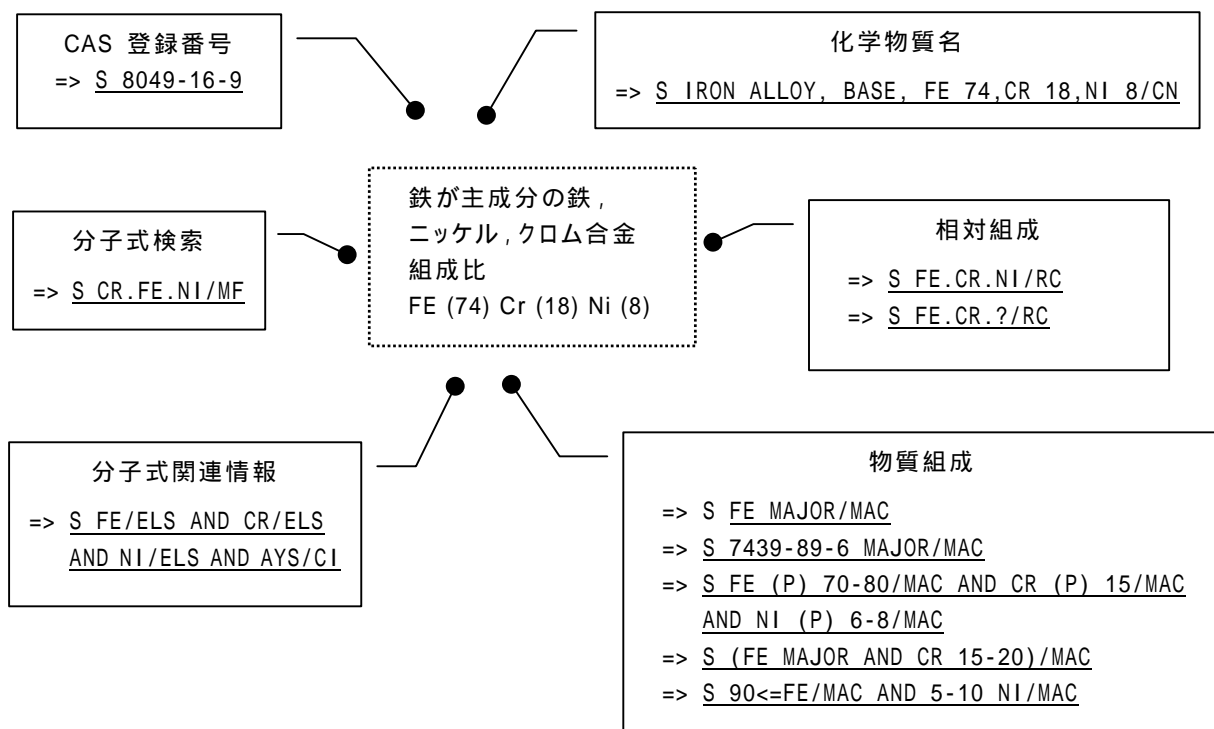 CAS 登録番号
=> S 8049-16-9
化学物質名
=> S IRON ALLOY, BASE, FE 74,CR 18,NI 8/CN
分子式検索
=> S CR.FE.NI/MF
鉄が主成分の鉄,
ニッケル,クロム合金
組成比
FE (74) Cr (18) Ni (8)
相対組成
=> S FE.CR.NI/RC
=> S FE.CR.?/RC
分子式関連情報
=> S FE/ELS AND CR/ELS
AND NI/ELS AND AYS/CI
物質組成
=> S FE MAJOR/MAC
=> S 7439-89-6 MAJOR/MAC
=> S FE (P) 70-80/MAC AND CR (P) 15/MAC
AND NI (P) 6-8/MAC
=> S (FE MAJOR AND CR 15-20)/MAC
=> S 90<=FE/MAC AND 5-10 NI/MAC